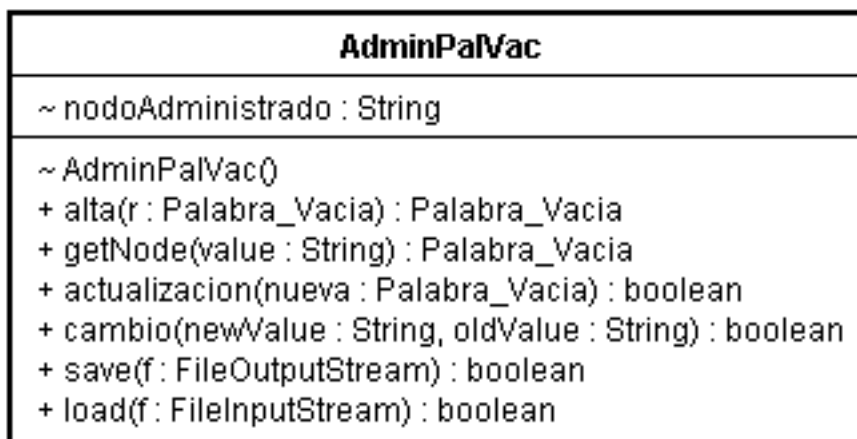 AdminPalVac
~ nodoAdministrado : String
~ AdminPalVac()
+ alta(r : Palabra_Vacia) : Palabra_Vacia
+ getNode(value : String) : Palabra_Vacia
+ actualizacion(nueva : Palabra_Vacia) : boolean
+ cambio(newValue : String, oldValue : String) : boolean
+ save(f : FileOutputStream) : boolean
+ load(f : FileInputStream) : boolean